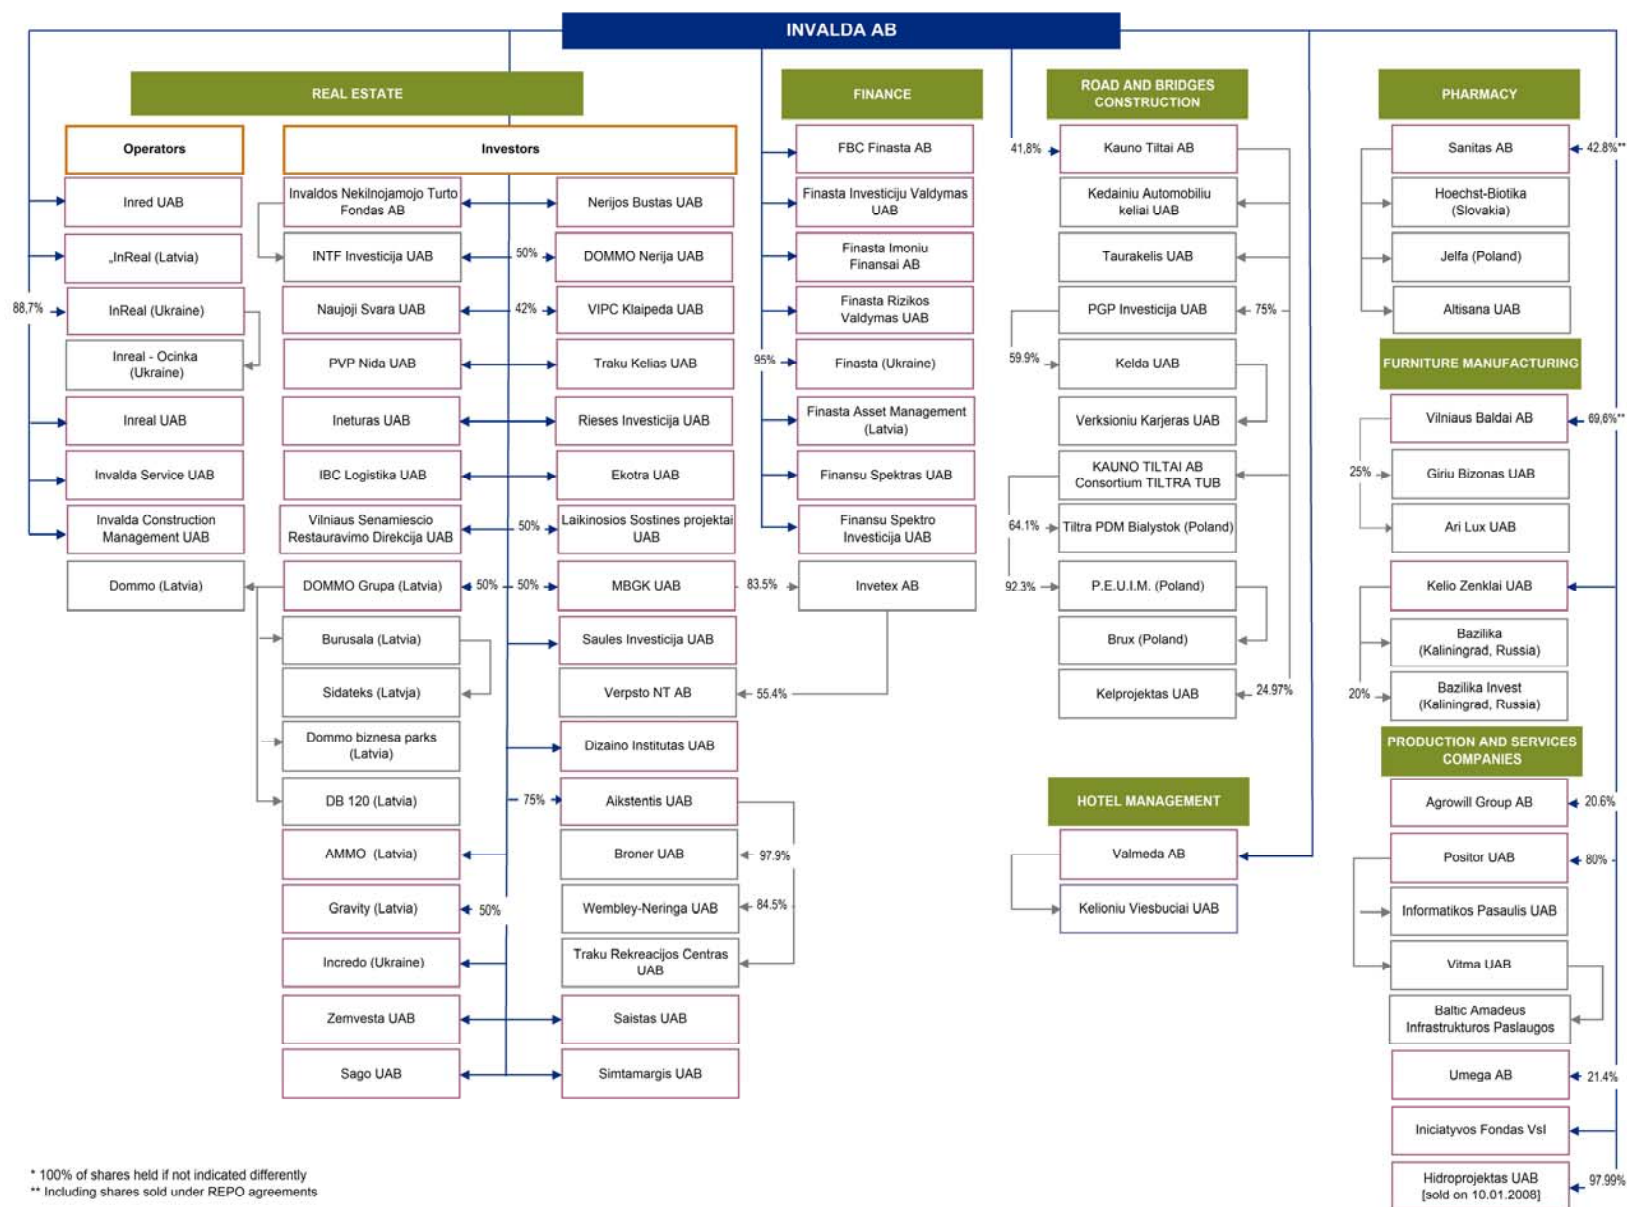 INVALDA AB
REAL ESTATE
Operators
Inred UAB
„InReal (Latvia)
88,7%
InReal (Ukraine)
Inreal - Ocinka
(Ukraine)
Inreal UAB
Invalda Service UAB
Invalda Construction
Management UAB
Dommo (Latvia)
Investors
Invaldos Nekilnojamojo Turto
Fondas AB
Nerijos Bustas UAB
INTF Investicija UAB
50%
DOMMO Nerija UAB
Naujoji Svara UAB
42%
VIPC Klaipeda UAB
PVP Nida UAB
Traku Kelias UAB
Ineturas UAB
Rieses Investicija UAB
IBC Logistika UAB
Ekotra UAB
Vilniaus Senamiescio
Restauravimo Direkcija UAB
50%
Laikinosios Sostines projektai
UAB
DOMMO Grupa (Latvia)
50%
50%
MBGK UAB
83.5%
Invetex AB
Burusala (Latvia)
Saules Investicija UAB
Sidateks (Latvja)
Verpsto NT AB
55.4%
Dommo biznesa parks
(Latvia)
Dizaino Institutas UAB
DB 120 (Latvia)
75%
Aikstentis UAB
AMMO (Latvia)
Broner UAB
97.9%
Gravity (Latvia)
50%
Wembley-Neringa UAB
84.5%
Incredo (Ukraine)
Traku Rekreacijos Centras
UAB
Zemvesta UAB
Saistas UAB
Sago UAB
Simtamargis UAB
FINANCE
FBC Finasta AB
Finasta Investiciju Valdymas
UAB
Finasta Imoniu
Finansai AB
Finasta Rizikos
Valdymas UAB
95%
Finasta (Ukraine)
Finasta Asset Management
(Latvia)
Finansu Spektras UAB
Finansu Spektro
Investicija UAB
ROAD AND BRIDGES
CONSTRUCTION
41,8%
Kauno Tiltai AB
Kedainiu Automobiliu
keliai UAB
Taurakelis UAB
PGP Investicija UAB
75%
59.9%
Kelda UAB
Verksioniu Karjeras UAB
KAUNO TILTAI AB
Consortium TILTRA TUB
64.1%
Tiltra PDM Bialystok (Poland)
92.3%
P.E.U.I.M. (Poland)
Brux (Poland)
Kelprojektas UAB
24.97%
HOTEL MANAGEMENT
Valmeda AB
Kelioniu Viesbuciai UAB
PHARMACY
Sanitas AB
42.8%**
Hoechst-Biotika
(Slovakia)
Jelfa (Poland)
Altisana UAB
FURNITURE MANUFACTURING
Vilniaus Baldai AB
69,6%**
25%
Giriu Bizonas UAB
Ari Lux UAB
Kelio Zenklai UAB
Bazilika
(Kaliningrad, Russia)
20%
Bazilika Invest
(Kaliningrad, Russia)
PRODUCTION AND SERVICES
COMPANIES
Agrowill Group AB
20.6%
Positor UAB
80%
Informatikos Pasaulis UAB
Vitma UAB
Baltic Amadeus
Infrastrukturos Paslaugos
Umega AB
21.4%
Iniciatyvos Fondas VsI
Hidroprojektas UAB
[sold on 10.01.2008]
97.99%
* 100% of shares held if not indicated differently
** Including shares sold under REPO agreements